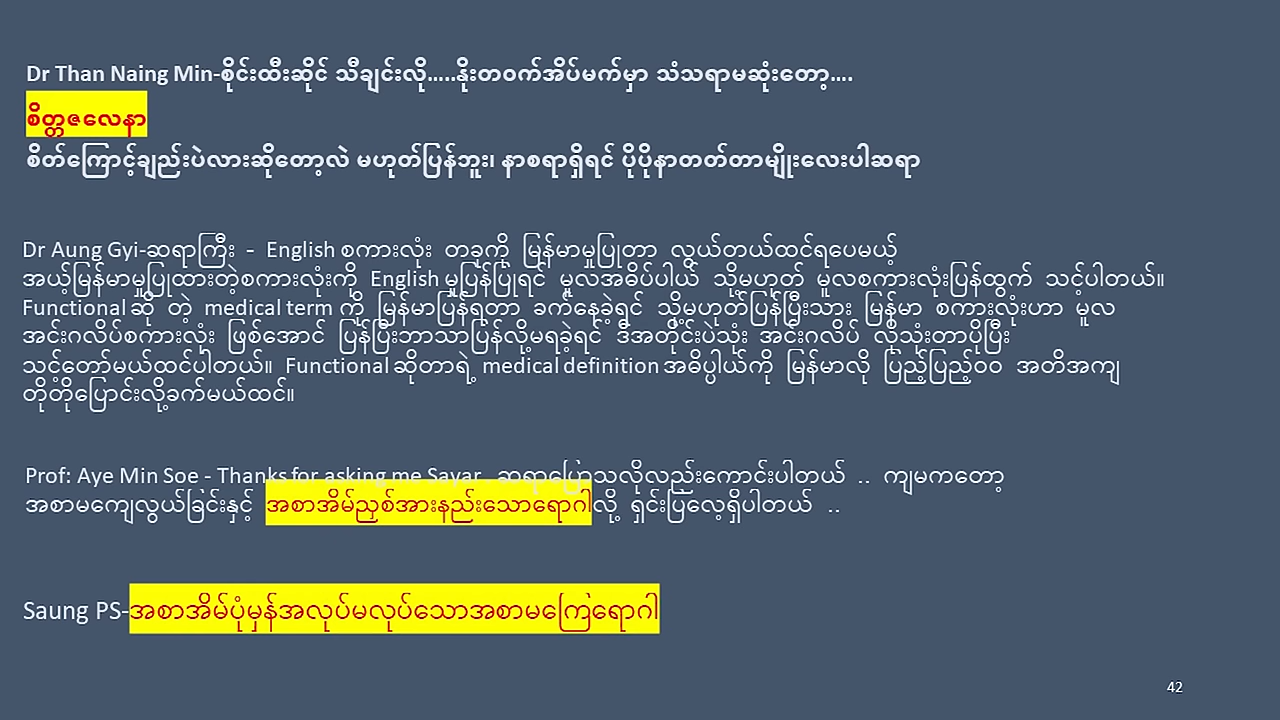 Dr Than Naing Min-စိုင်းထီးဆိုင် သီချင်းလို.....နိုးတဝက်အိပ်မက်မှာ သံသရာမဆုံးတော့....
စိတ္တဇလေနာ
စိတ်ကြောင့်ချည်းပဲလားဆိုတော့လဲ မဟုတ်ပြန်ဘူး၊ နာစရာရှိရင် ပိုပိုနာတတ်တာမျိုးလေးပါဆရာ
Dr Aung Gyi-ဆရာကြီး - English စကားလုံး တခုကို မြန်မာမှုပြုတာ လွယ်တယ်ထင်ရပေမယ့်
အယ့်မြန်မာမှုပြုထားတဲ့စကားလုံးကို English မှုပြန်ပြုရင် မူလအဓိပ်ပါယ် သို့မဟုတ် မူလစကားလုံးပြန်ထွက် သင့်ပါတယ်။
Functional ဆို တဲ့ medical term ကို မြန်မာပြန်ရတာ ခက်နေခဲ့ရင် သို့မဟုတ်ပြန်ပြီးသား မြန်မာ စကားလုံးဟာ မူလ
အင်းဂလိပ်စကားလုံး ဖြစ်အောင် ပြန်ပြီးဘာသာပြန်လို့မရခဲ့ရင် ဒီအတိုင်းပဲသုံး အင်းဂလိပ် လိုသုံးတာပိုပြီး
သင့်တော်မယ်ထင်ပါတယ်။ Functional ဆိုတာရဲ့ medical definition အဓိပ္ပါယ်ကို မြန်မာလို ပြည့်ပြည့်ဝဝ အတိအကျ
တိုတိုပြောင်းလို့ခက်မယ်ထင်။
Prof: Aye Min Soe - Thanks for asking me Sayar . ဆရာပြောသလိုလည်းကောင်းပါတယ် .. ကျမကတော့
အစာမကျေလွယ်ခြင်းနှင့် အစာအိမ်ညှစ်အားနည်းသောရောဂါလို့ ရှင်းပြလေ့ရှိပါတယ် ..
Saung PS-အစာအိမ်ပုံမှန်အလုပ်မလုပ်သောအစာမကြေရောဂါ
42